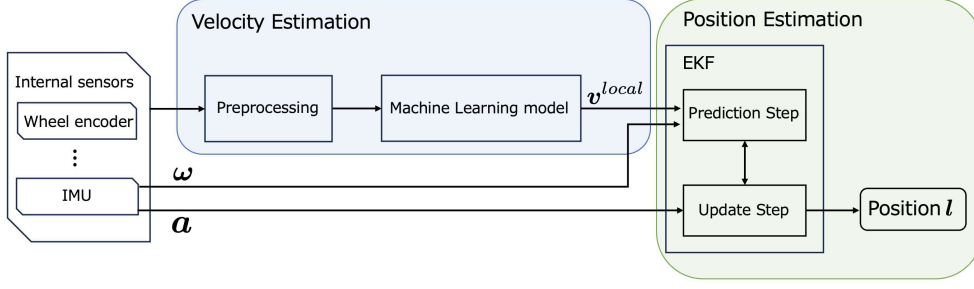 Velocity Estimation
Position Estimation
Internal sensors
Wheel encoder
⋮
IMU
Preprocessing
Machine Learning model
v^{local}
ω
a
EKF
Prediction Step
Update Step
Position l